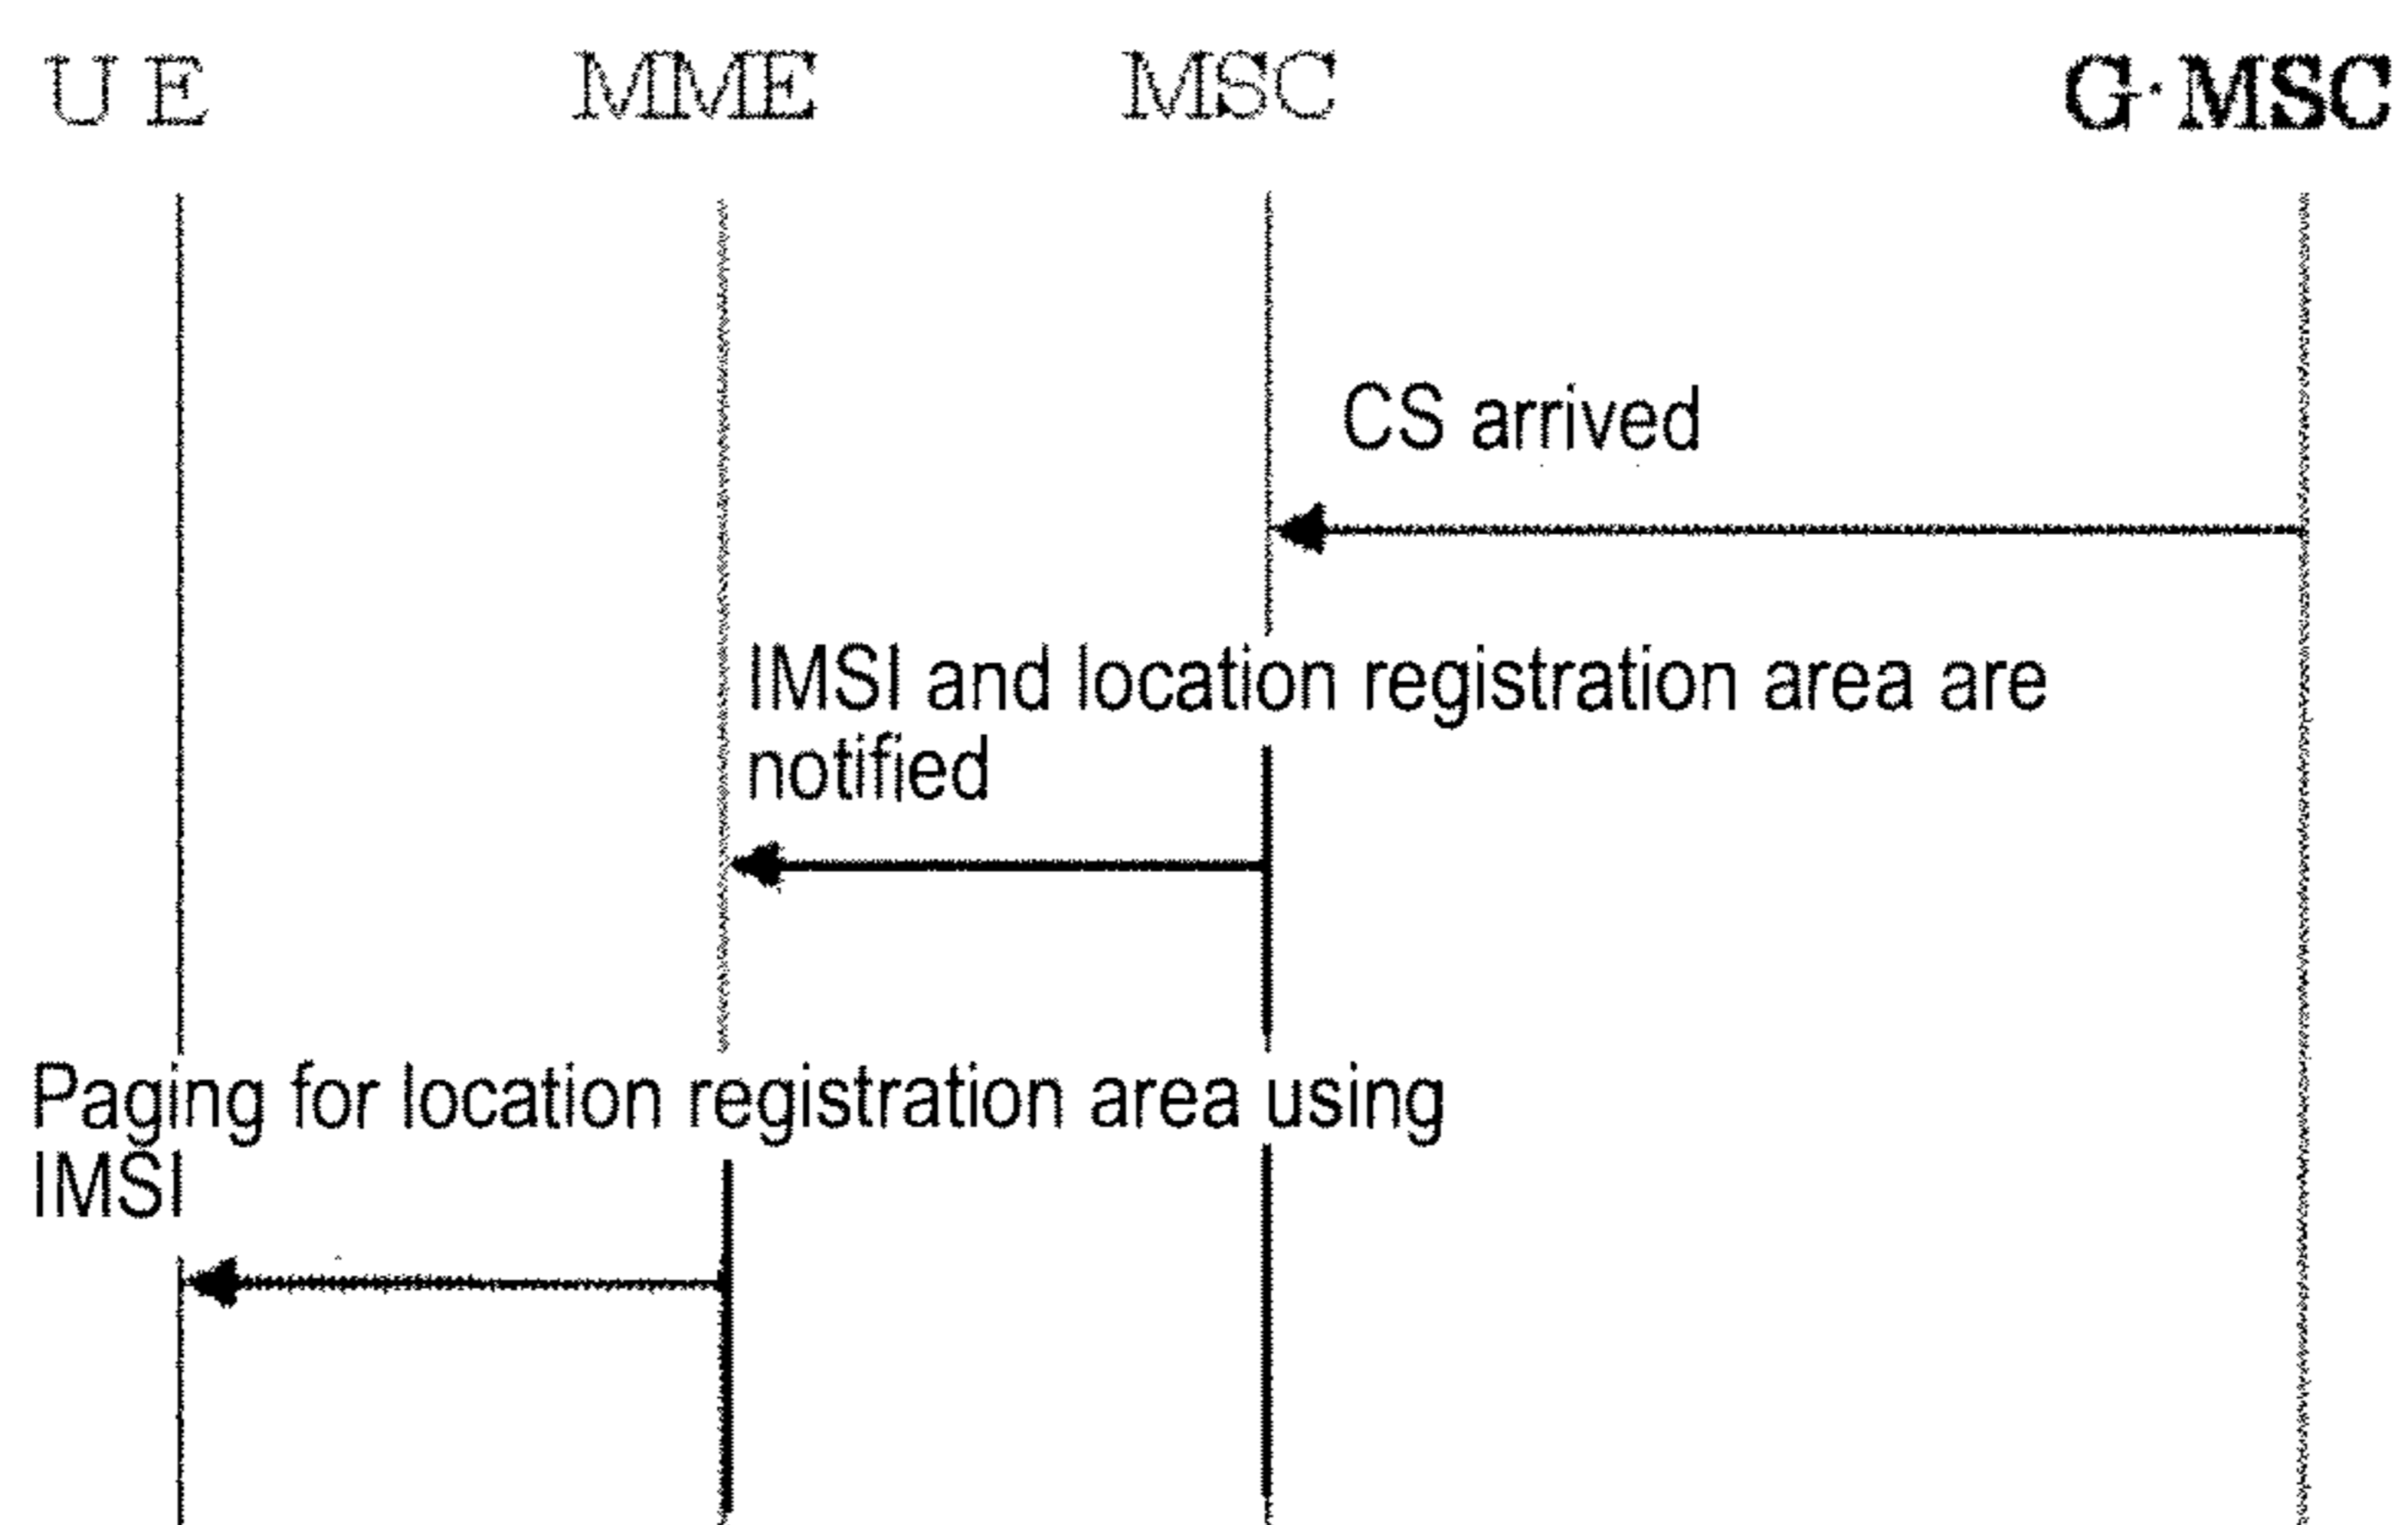 U E MME MSC G·MSC
CS arrived
IMSI and location registration area are
notified
Paging for location registration area using
IMSI